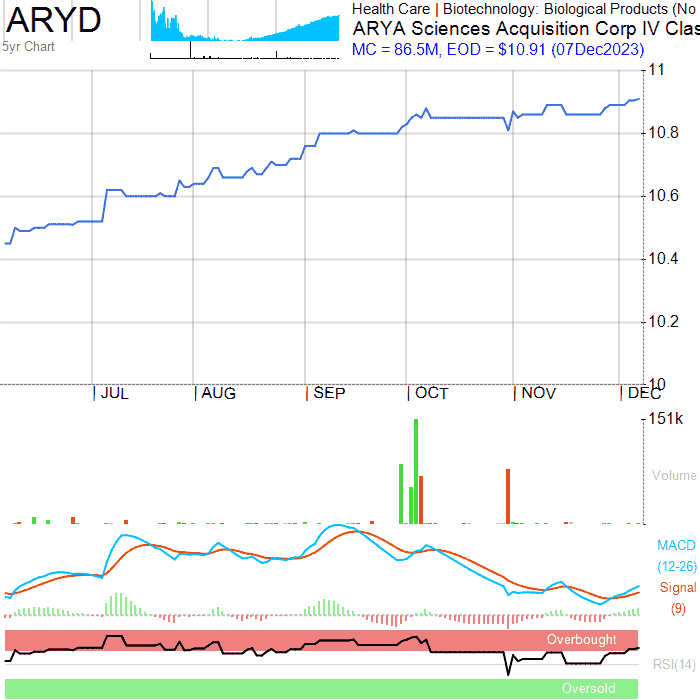 ARYD
5yr Chart
Health Care | Biotechnology: Biological Products (No
ARYA Sciences Acquisition Corp IV Clas
MC = 86.5M, EOD = $10.91 (07Dec2023)
11
10.8
10.6
10.4
10.2
10
JUL AUG SEP OCT NOV DEC
151k
Volume
MACD
(12-26)
Signal
(9)
Overbought
RSI(14)
Oversold